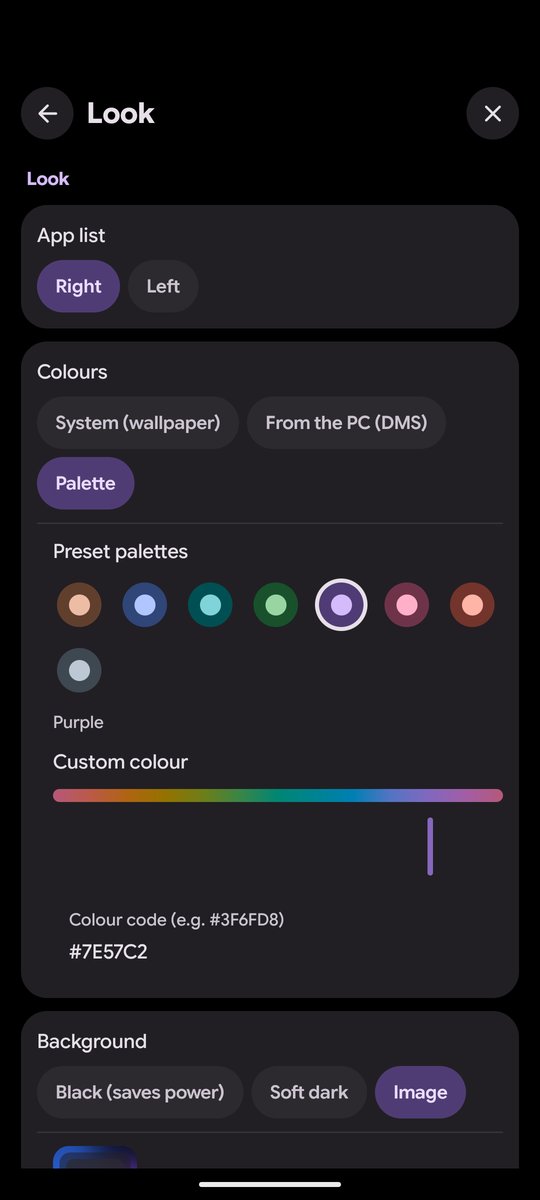 Look
Look
App list
Right
Left
Colours
System (wallpaper)
From the PC (DMS)
Palette
Preset palettes
Purple
Custom colour
Colour code (e.g. #3F6FD8)
#7E57C2
Background
Black (saves power)
Soft dark
Image